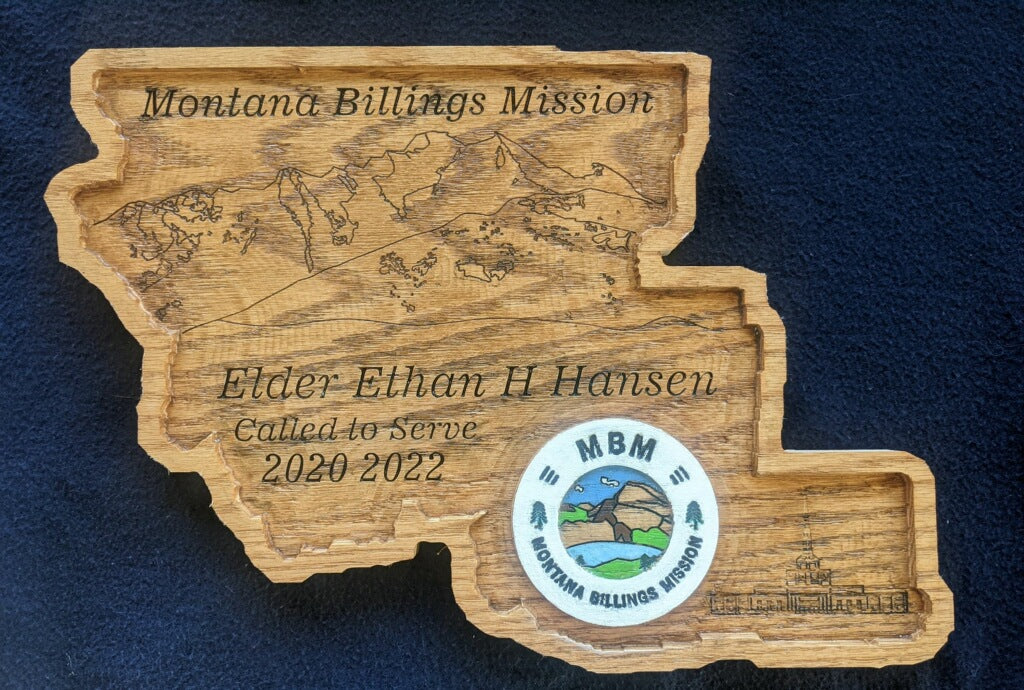 Montana Billings Mission
Elder Ethan H Hansen
Called to Serve
2020 2022
MBM
MONTANA BILLINGS MISSION